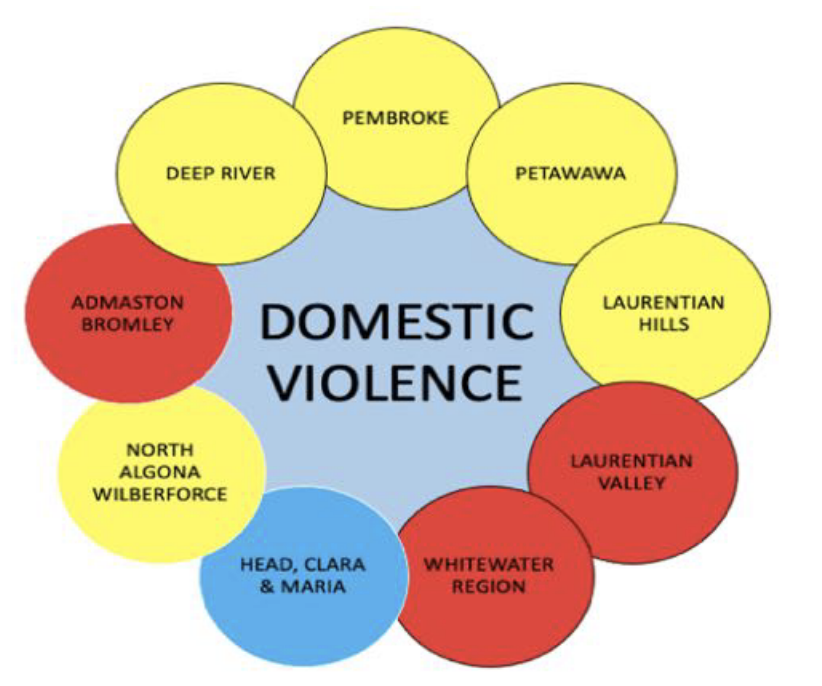 PEMBROKE
DEEP RIVER
PETAWAWA
ADMASTON
BROMLEY
DOMESTIC
VIOLENCE
LAURENTIAN
HILLS
NORTH
ALGONA
WILBERFORCE
LAURENTIAN
VALLEY
HEAD, CLARA
& MARIA
WHITEWATER
REGION